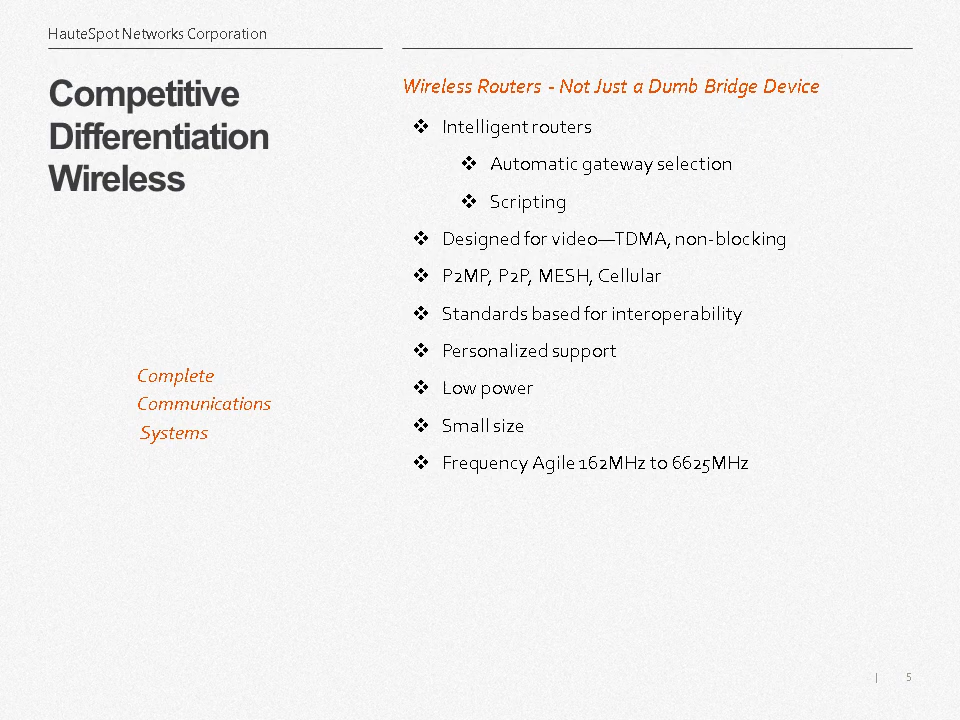 HauteSpot Networks Corporation
Competitive
Differentiation
Wireless
Complete
Communications
Systems
Wireless Routers - Not Just a Dumb Bridge Device
❖ Intelligent routers
❖ Automatic gateway selection
❖ Scripting
❖ Designed for video—TDMA, non-blocking
❖ P2MP, P2P, MESH, Cellular
❖ Standards based for interoperability
❖ Personalized support
❖ Low power
❖ Small size
❖ Frequency Agile 162MHz to 6625MHz
| 5